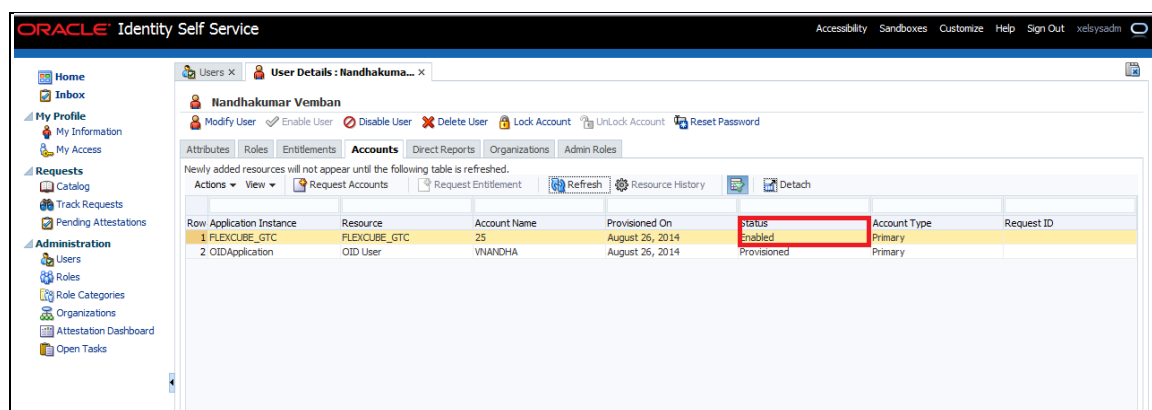 ORACLE Identity Self Service
Accessibility Sandboxes Customize Help Sign Out xelsysadm
Home
Inbox
My Profile
My Information
My Access
Requests
Catalog
Track Requests
Pending Attestations
Administration
Users
Roles
Role Categories
Organizations
Attestation Dashboard
Open Tasks
Users × User Details : Nandhakuma... ×
Nandhakumar Vemban
Modify User Enable User Disable User Delete User Lock Account UnLock Account Reset Password
Attributes Roles Entitlements Accounts Direct Reports Organizations Admin Roles
Newly added resources will not appear until the following table is refreshed.
Actions View Request Accounts Request Entitlement Refresh Resource History Detach
Row Application Instance Resource Account Name Provisioned On Status Account Type Request ID
1 FLEXCUBE_GTC FLEXCUBE_GTC 25 August 26, 2014 Enabled Primary
2 OIDApplication OID User VNANDHA August 26, 2014 Provisioned Primary